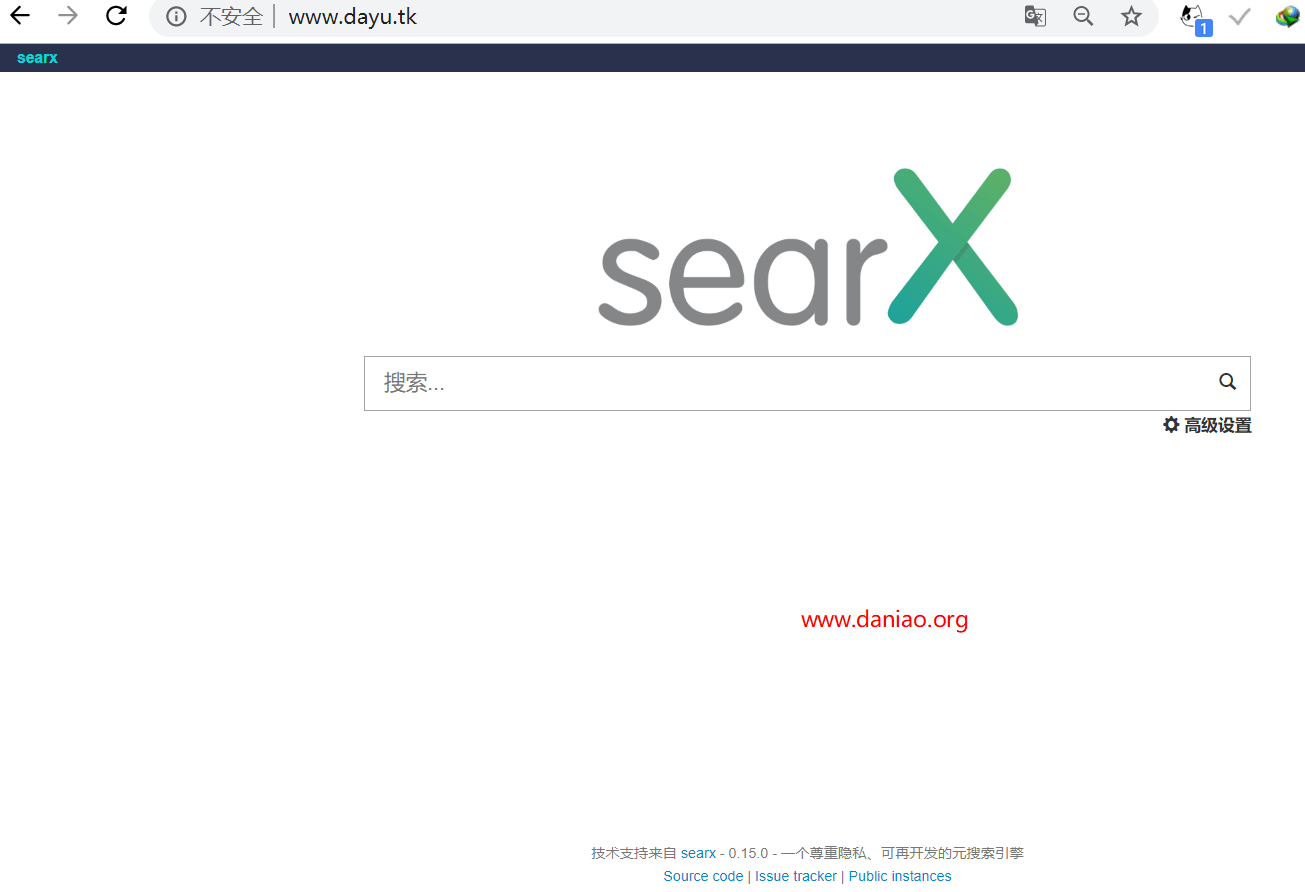 不安全 | www.dayu.tk
1
searx
searX
搜索...
高级设置
www.daniao.org
技术支持来自 searx - 0.15.0 - 一个尊重隐私、可再开发的元搜索引擎
Source code | Issue tracker | Public instances